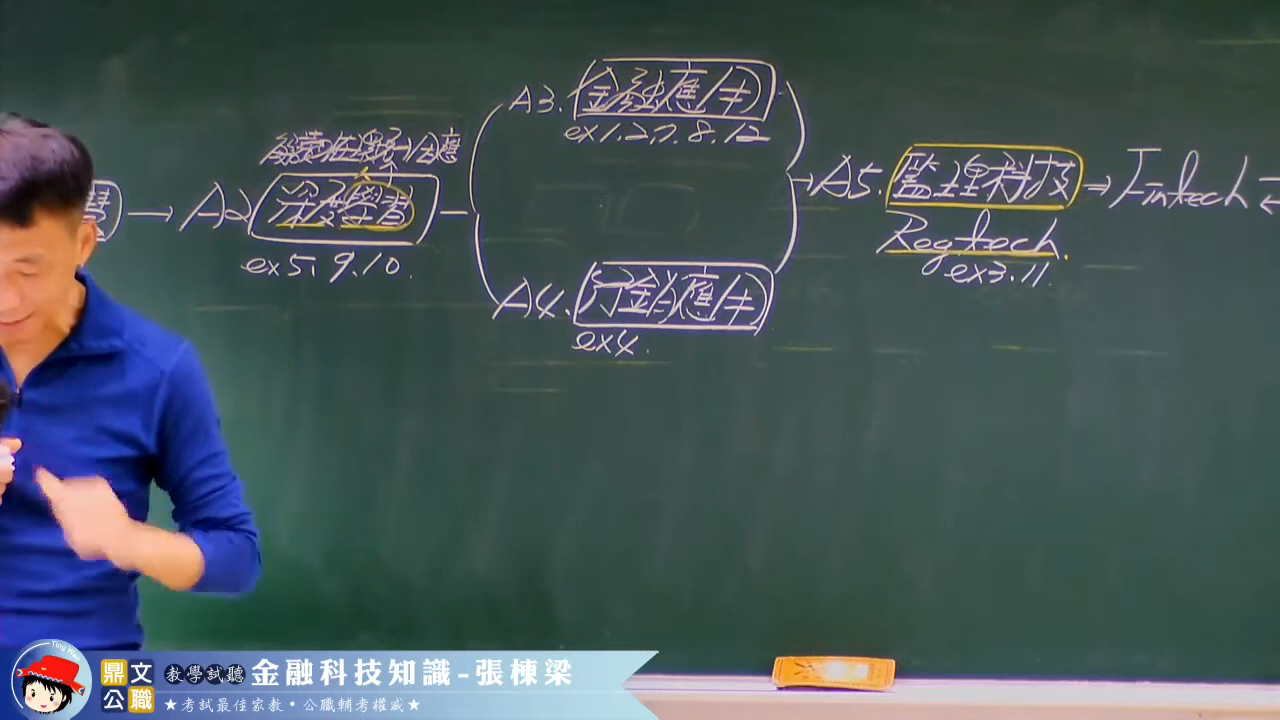 慧 → A2 深度學習
ex5, 9, 10.
A3. 金融應用
ex1. 2. 7. 8. 12
A4. 行銷應用
ex4.
→ A5. 監理科技 → Fintech
Regtech.
ex3. 11.
Ting Wen
鼎文公職
教學試聽 金融科技知識-張棟梁
★考試最佳家教•公職輔考權威★